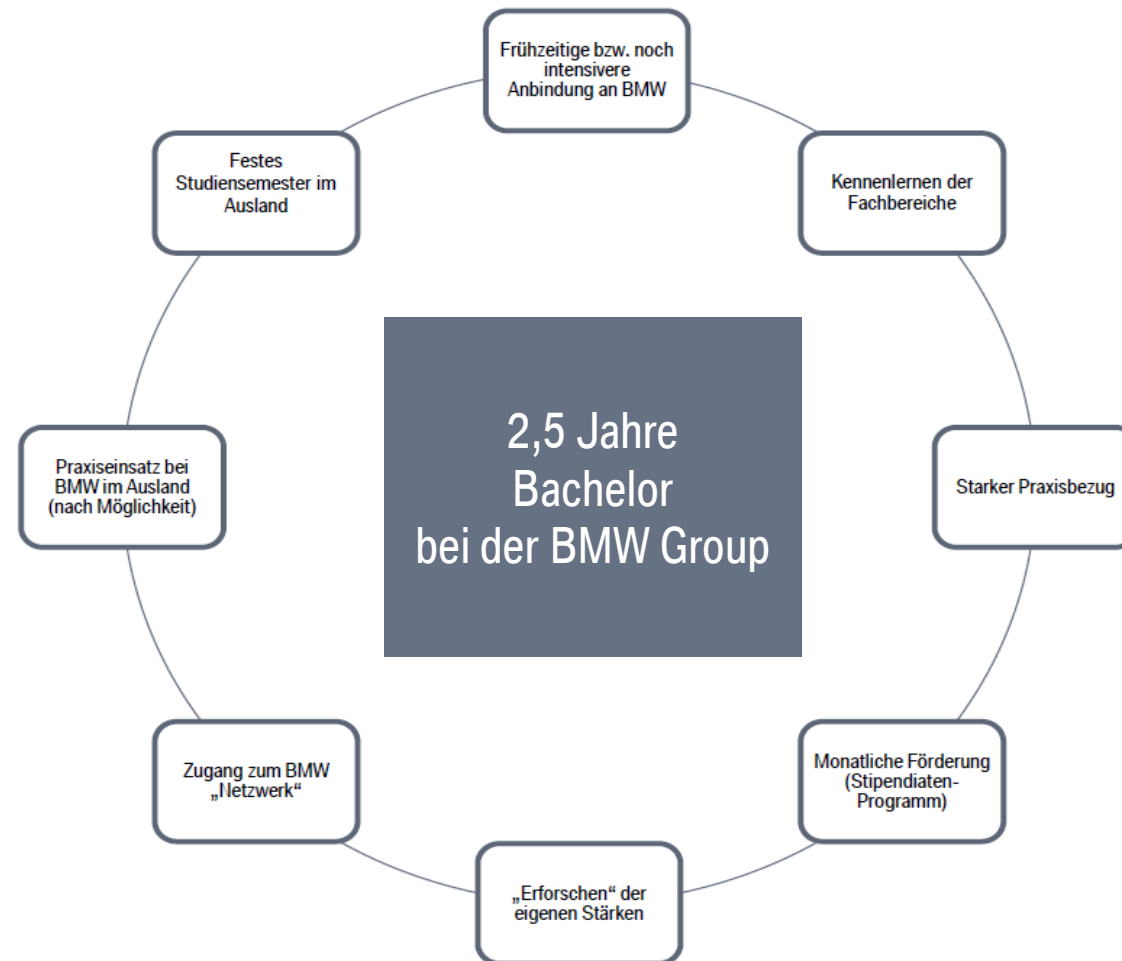 Frühzeitige bzw. noch
intensivere
Anbindung an BMW
Kennenlernen der
Fachbereiche
Starker Praxisbezug
Monatliche Förderung
(Stipendiaten-
Programm)
„Erforschen“ der
eigenen Stärken
Zugang zum BMW
„Netzwerk“
Praxiseinsatz bei
BMW im Ausland
(nach Möglichkeit)
Festes
Studiensemester im
Ausland
2,5 Jahre
Bachelor
bei der BMW Group